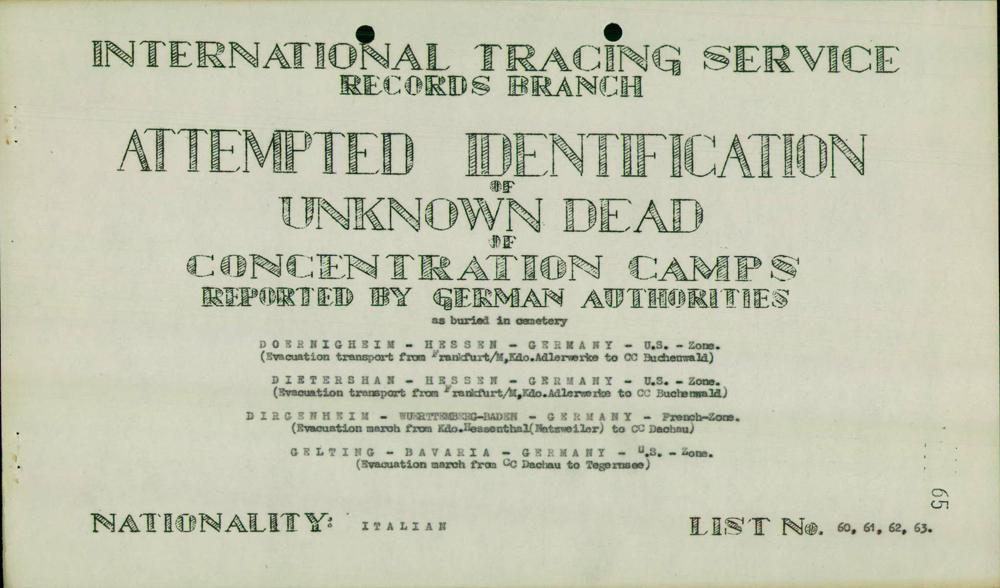 INTERNATIONAL TRACING SERVICE
RECORDS BRANCH
ATTEMPTED IDENTIFICATION
OF
UNKNOWN DEAD
OF
CONCENTRATION CAMPS
REPORTED BY GERMAN AUTHORITIES
as buried in cemetery
DOERNIGHEIM - HESSEN - GERMANY - U.S. - Zone.
(Evacuation transport from Frankfurt/M,Kdo.Adlerwerke to CC Buchenwald)
DIETERSHAN - HESSEN - GERMANY - U.S. - Zone.
(Evacuation transport from Frankfurt/M,Kdo.Adlerwerke to CC Buchenwald)
DIRGENHEIM - WUERTTEMBERG-BADEN - GERMANY - French-Zone.
(Evacuation march from Kdo.Hessenthal(Natzweiler) to CC Dachau)
GELTING - BAVARIA - GERMANY - U.S. - Zone.
(Evacuation march from CC Dachau to Tegernsee)
65
NATIONALITY: ITALIAN
LIST No. 60, 61, 62, 63.